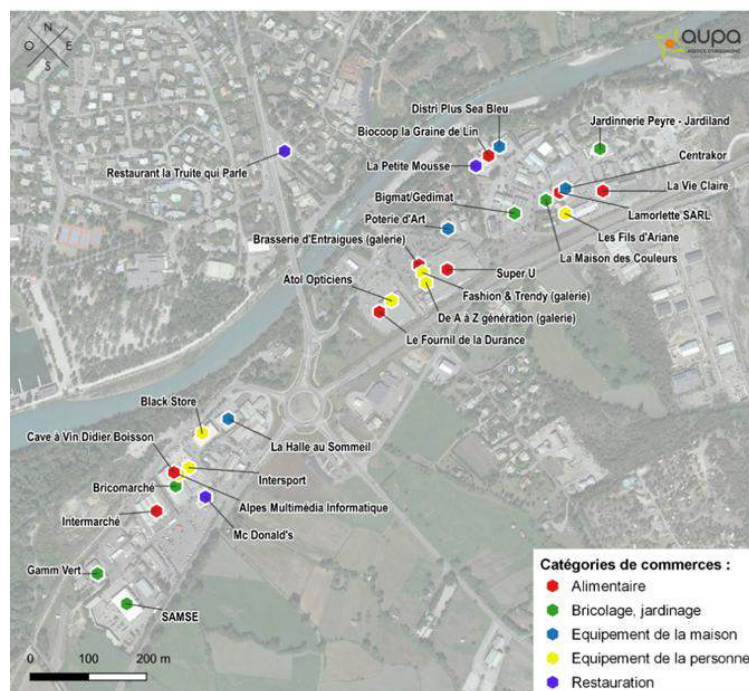 N
O E
S
aupa
Distri Plus Sea Bleu
Biocoop la Graine de Lin
Jardinnerie Peyre - Jardiland
La Petite Mousse
Centrakor
Restaurant la Truite qui Parle
La Vie Claire
Bigmat/Gedimat
Lamorlette SARL
Poterie d'Art
Les Fils d'Ariane
Brasserie d'Entraigues (galerie)
La Maison des Couleurs
Super U
Atol Opticiens
Fashion & Trendy (galerie)
De A à Z génération (galerie)
Le Fournil de la Durance
Black Store
La Halle au Sommeil
Cave à Vin Didier Boisson
Intersport
Bricomarché
Alpes Multimédia Informatique
Intermarché
Mc Donald's
Gamm Vert
SAMSE
Catégories de commerces :
Alimentaire
Bricolage, jardinage
Equipement de la maison
Equipement de la personne
Restauration
0 100 200 m